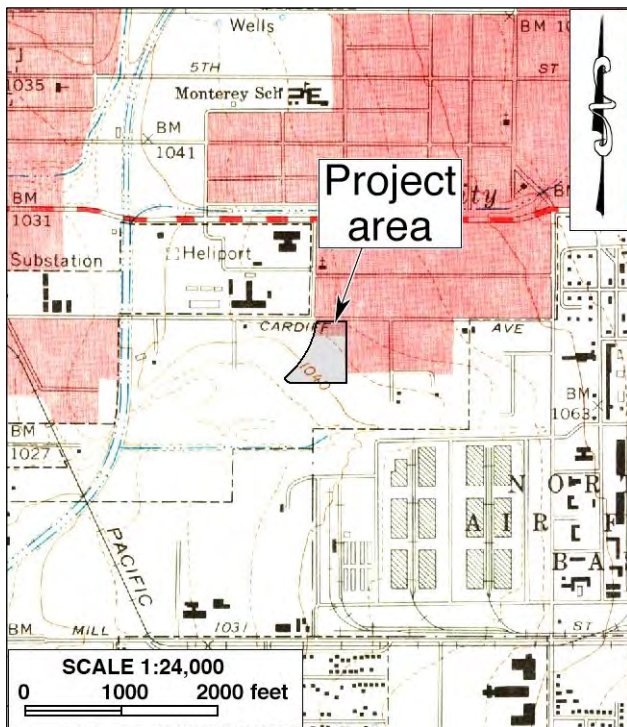 Wells
BM
1035
5TH
ST
Monterey Sch
BM
1041
Project
area
BM
1031
Substation
Heliport
CARDIFF
AVE
1040
BM
1063
BM
1027
PACIFIC
N O R
A I R F
B A
BM
MILL
1031
ST
SCALE 1:24,000
0 1000 2000 feet